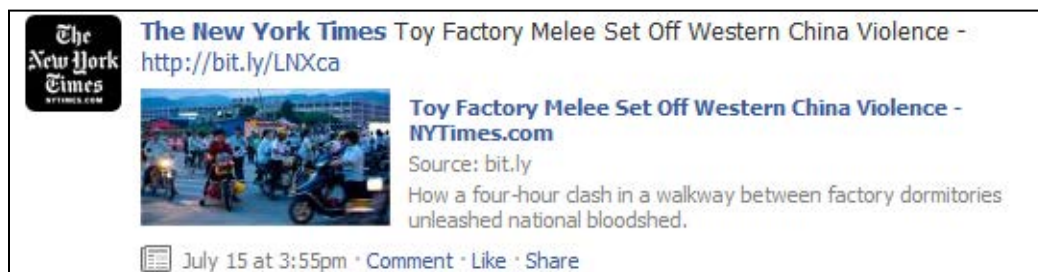 The
New York
Times
NYTIMES.COM
The New York Times Toy Factory Melee Set Off Western China Violence -
http://bit.ly/LNXca
Toy Factory Melee Set Off Western China Violence -
NYTimes.com
Source: bit.ly
How a four-hour clash in a walkway between factory dormitories
unleashed national bloodshed.
July 15 at 3:55pm · Comment · Like · Share